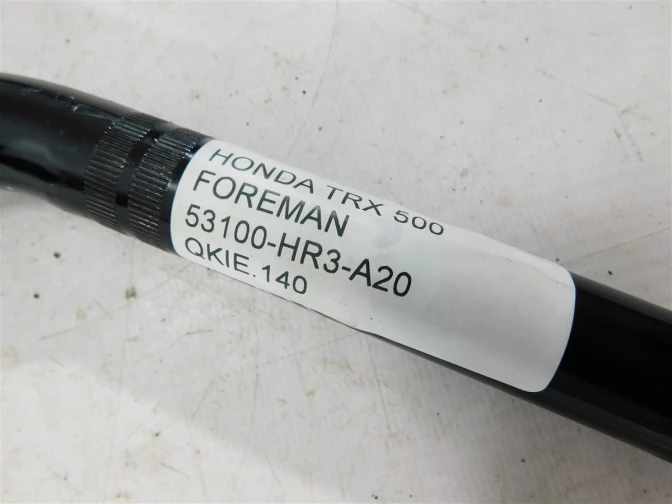 HONDA TRX 500
FOREMAN
53100-HR3-A20
QKIE.140